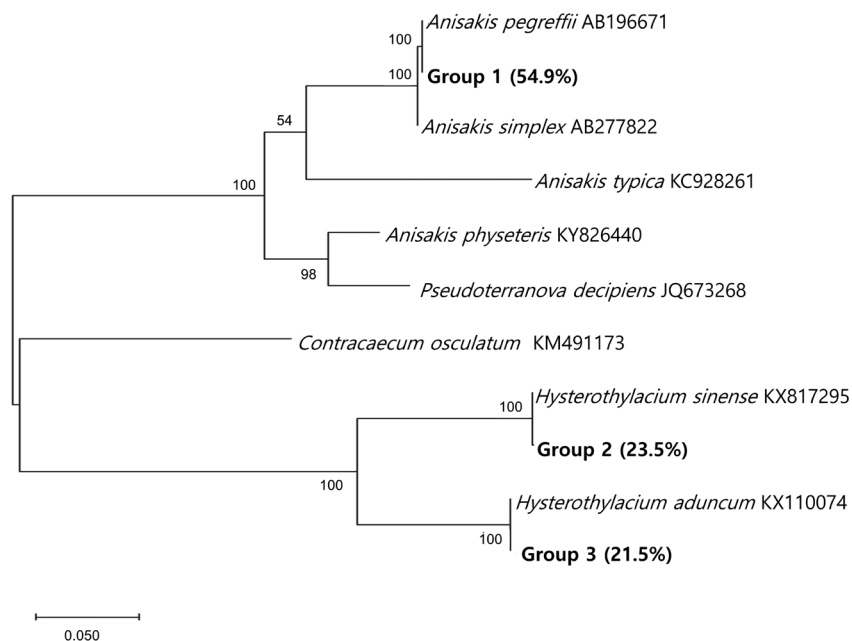 Anisakis pegreffii AB196671
100
100
Group 1 (54.9%)
54
Anisakis simplex AB277822
100
Anisakis typica KC928261
Anisakis physeteris KY826440
98
Pseudoterranova decipiens JQ673268
Contracaecum osculatum KM491173
Hysterothylacium sinense KX817295
100
Group 2 (23.5%)
100
Hysterothylacium aduncum KX110074
100
Group 3 (21.5%)
0.050